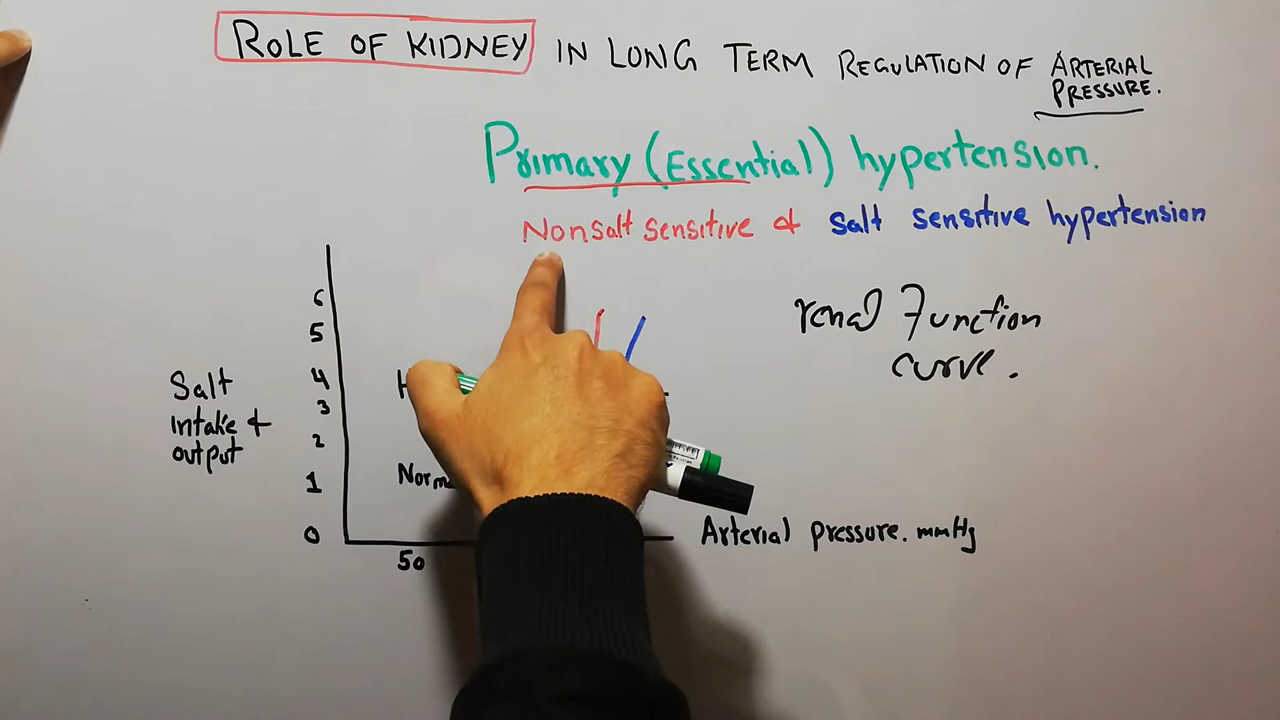 ROLE OF KIDNEY IN LONG TERM REGULATION OF ARTERIAL
PRESSURE.
Primary (Essential) hypertension.
Nonsalt sensitive & salt sensitive hypertension
renal Function
curve.
6
5
4
3
2
1
0
Salt
intake &
output
50
Arterial pressure. mmHg